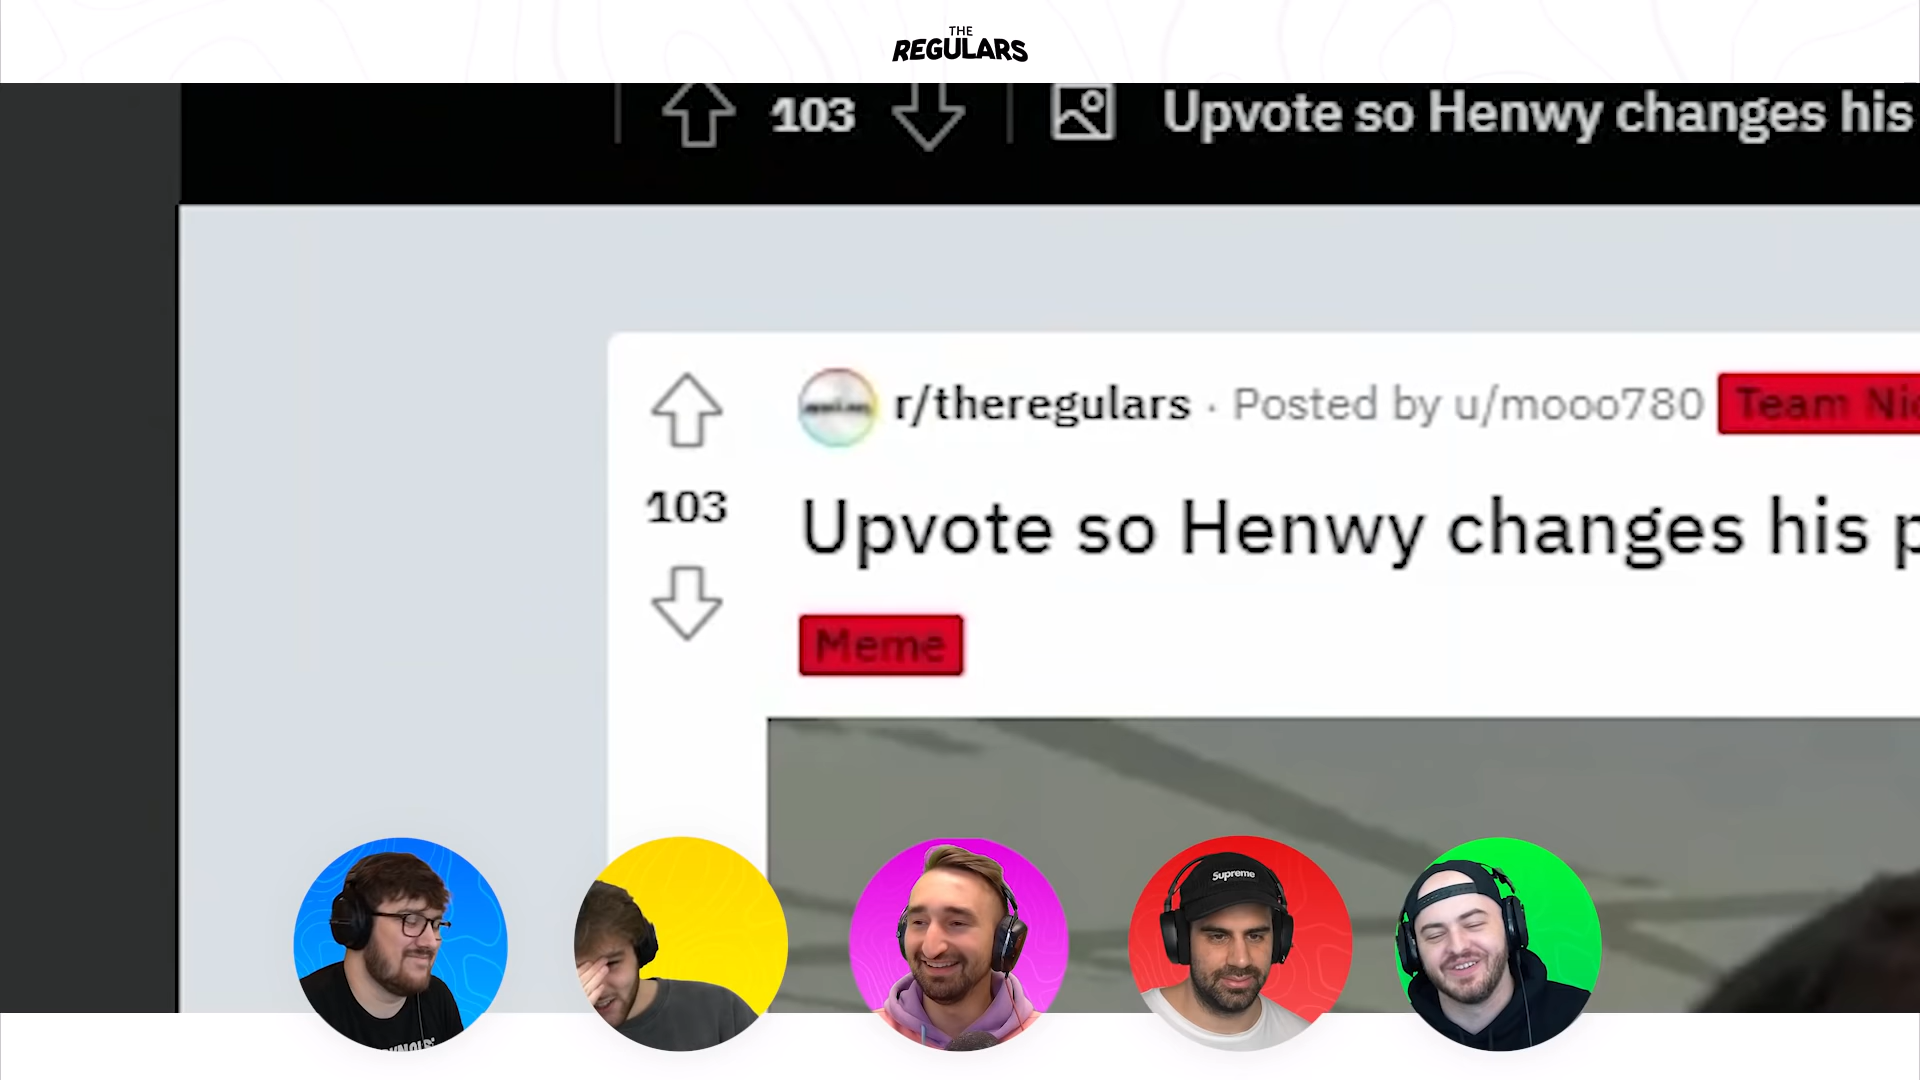 THE
REGULARS
103 Upvote so Henwy changes his
r/theregulars · Posted by u/mooo780 Team
103
Upvote so Henwy changes his
Meme
Supreme